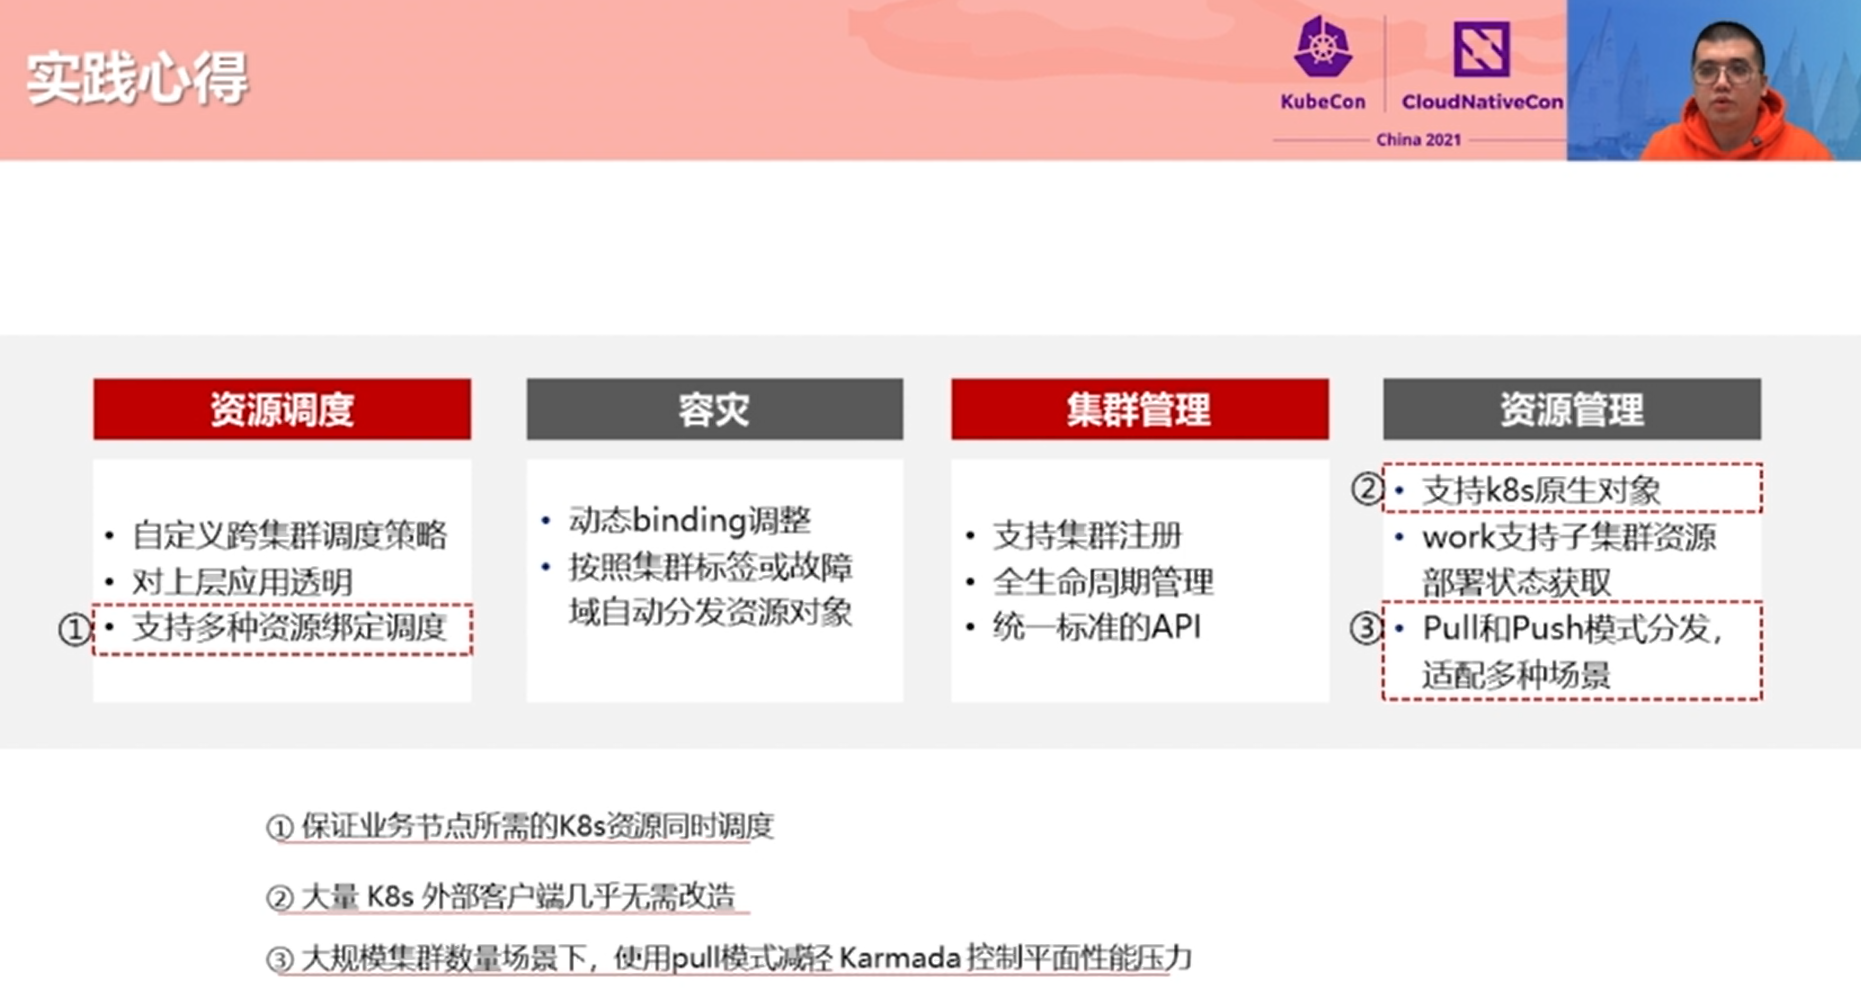 实践心得
KubeCon
CloudNativeCon
China 2021
资源调度
• 自定义跨集群调度策略
• 对上层应用透明
① • 支持多种资源绑定调度
容灾
• 动态binding调整
• 按照集群标签或故障
域自动分发资源对象
集群管理
• 支持集群注册
• 全生命周期管理
• 统一标准的API
资源管理
② • 支持k8s原生对象
• work支持子集群资源
部署状态获取
③ • Pull和Push模式分发，
适配多种场景
① 保证业务节点所需的K8s资源同时调度
② 大量 K8s 外部客户端几乎无需改造
③ 大规模集群数量场景下，使用pull模式减轻 Karmada 控制平面性能压力